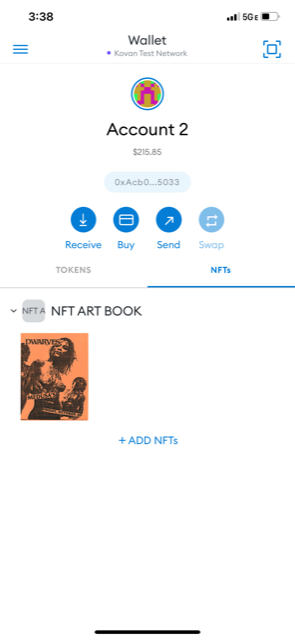 3:38
5GE
Wallet
Kovan Test Network
Account 2
$215.85
0xAcb0...5033
Receive
Buy
Send
Swap
TOKENS
NFTs
NFT A
NFT ART BOOK
DWARVES
MEDUSA'S
+ ADD NFTs